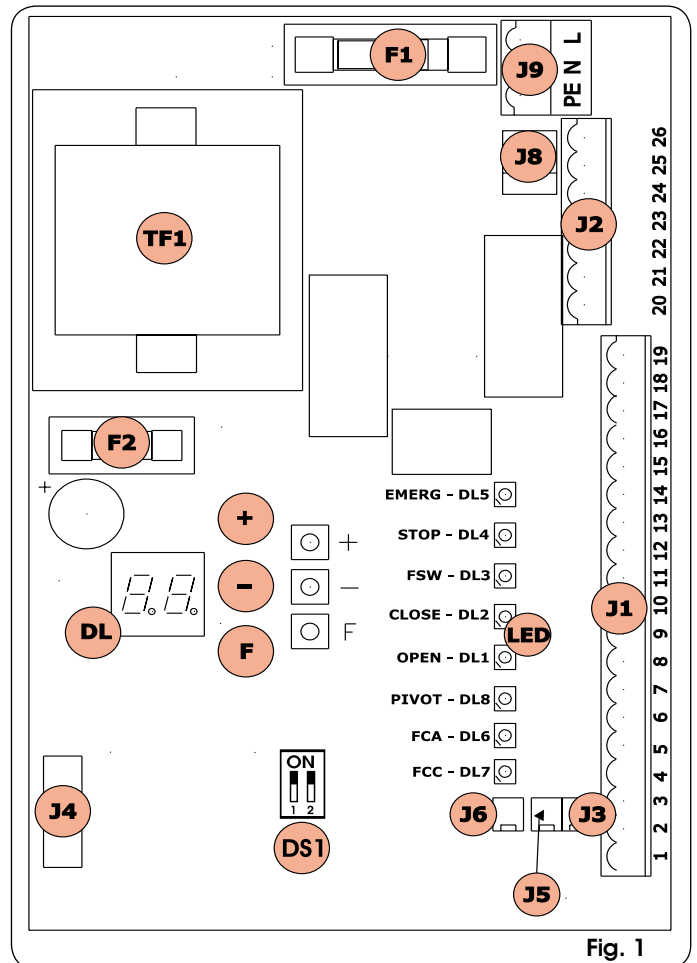 F1
J9
PE N L
J8
J2
26
25
24
23
22
21
20
TF1
19
18
17
16
15
14
13
12
11
10
9
8
7
6
5
4
3
2
1
J1
F2
+
EMERG - DL5
STOP - DL4
FSW - DL3
CLOSE - DL2
OPEN - DL1
PIVOT - DL8
FCA - DL6
FCC - DL7
LED
+ +
- -
F F
8.8.
DL
ON
1 2
DS1
J4
J6
J3
J5
Fig. 1